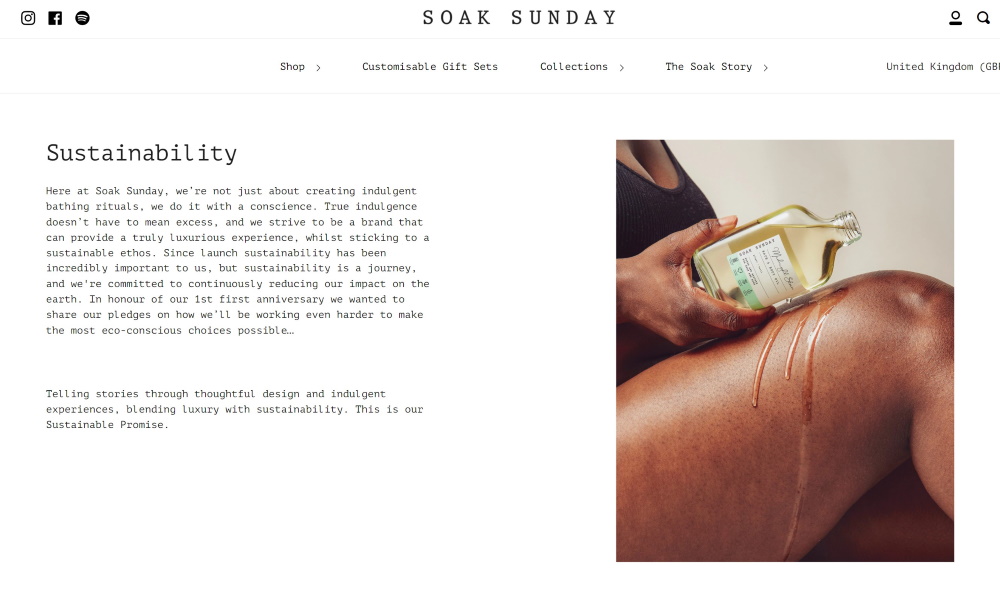 SOAK SUNDAY
Shop
Customisable Gift Sets
Collections
The Soak Story
United Kingdom (GBP
Sustainability
Here at Soak Sunday, we're not just about creating indulgent
bathing rituals, we do it with a conscience. True indulgence
doesn't have to mean excess, and we strive to be a brand that
can provide a truly luxurious experience, whilst sticking to a
sustainable ethos. Since launch sustainability has been
incredibly important to us, but sustainability is a journey,
and we're committed to continuously reducing our impact on the
earth. In honour of our 1st first anniversary we wanted to
share our pledges on how we'll be working even harder to make
the most eco-conscious choices possible…
Telling stories through thoughtful design and indulgent
experiences, blending luxury with sustainability. This is our
Sustainable Promise.
SOAK SUNDAY